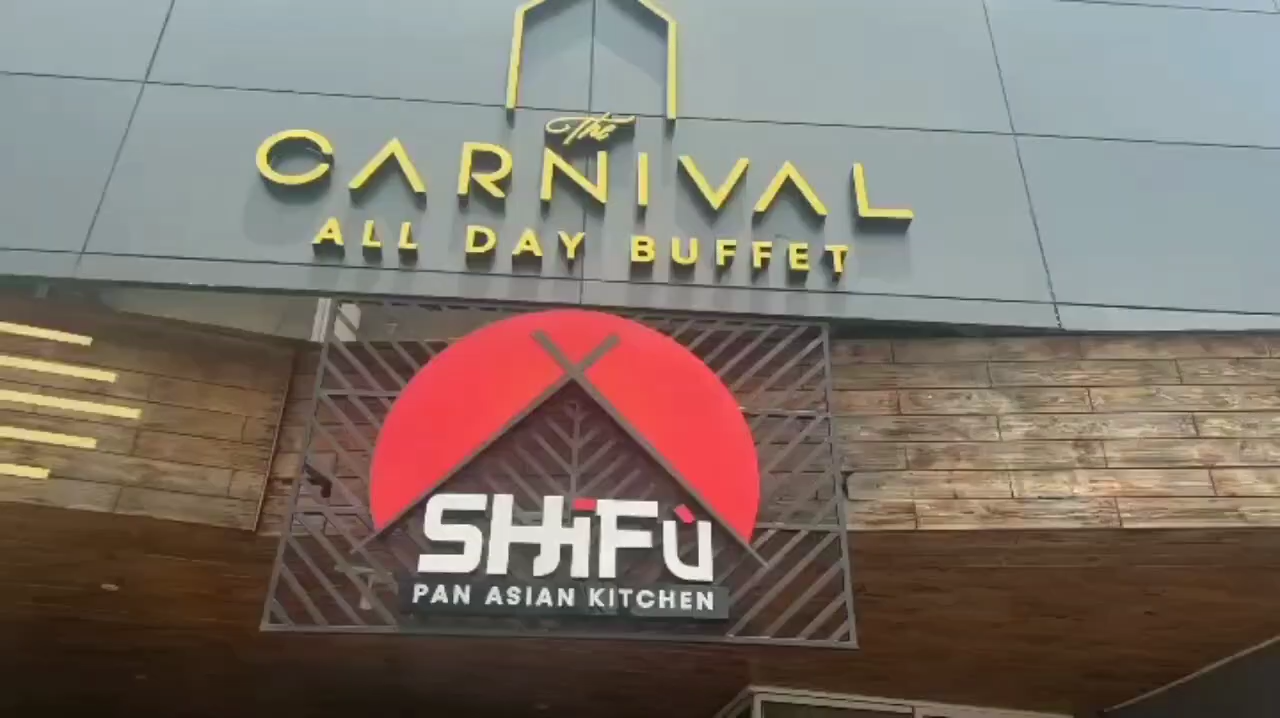 The
CARNIVAL
ALL DAY BUFFET
SHiFù
PAN ASIAN KITCHEN